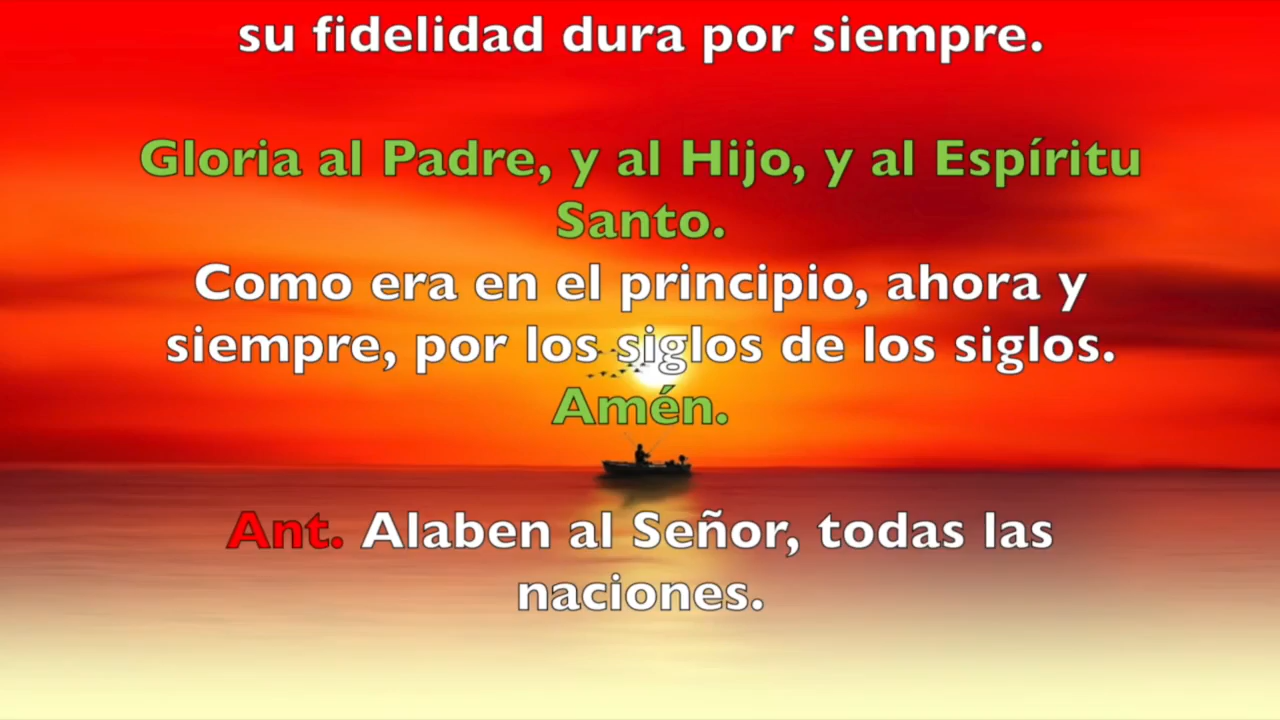 su fidelidad dura por siempre.
Gloria al Padre, y al Hijo, y al Espíritu
Santo.
Como era en el principio, ahora y
siempre, por los siglos de los siglos.
Amén.
Ant. Alaben al Señor, todas las
naciones.